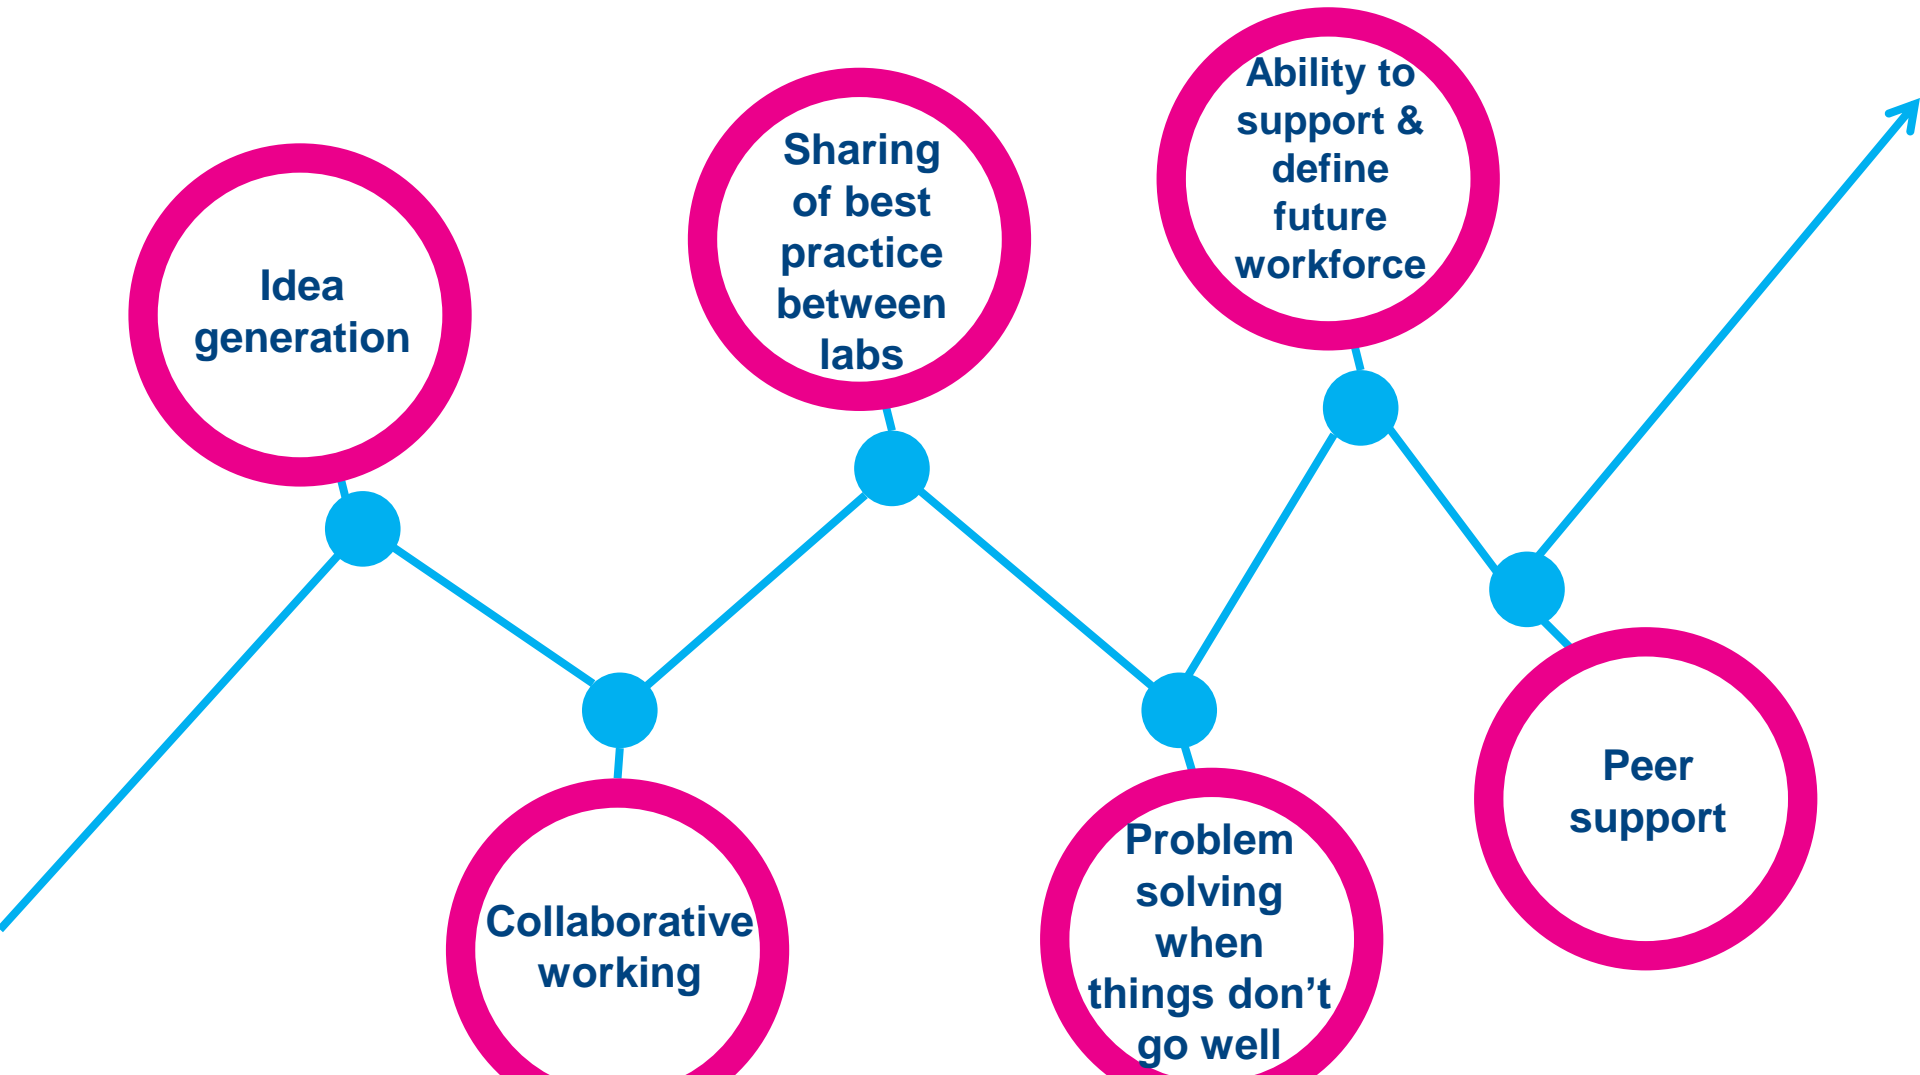 Idea
generation
Collaborative
working
Sharing
of best
practice
between
labs
Problem
solving
when
things don’t
go well
Ability to
support &
define
future
workforce
Peer
support